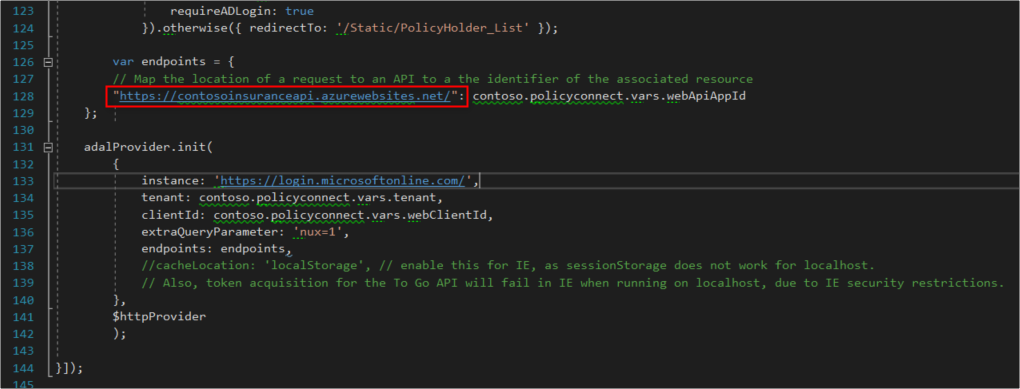 123 requireADLogin: true
124 }).otherwise({ redirectTo: '/Static/PolicyHolder_List' });
125
126 var endpoints = {
127 // Map the location of a request to an API to a the identifier of the associated resource
128 "https://contosoinsuranceapi.azurewebsites.net/": contoso.policyconnect.vars.webApiAppId
129 };
130
131 adalProvider.init(
132 {
133 instance: 'https://login.microsoftonline.com/',
134 tenant: contoso.policyconnect.vars.tenant,
135 clientId: contoso.policyconnect.vars.webClientId,
136 extraQueryParameter: 'nux=1',
137 endpoints: endpoints,
138 //cacheLocation: 'localStorage', // enable this for IE, as sessionStorage does not work for localhost.
139 // Also, token acquisition for the To Go API will fail in IE when running on localhost, due to IE security restrictions.
140 },
141 $httpProvider
142 );
143
144 }]);
145